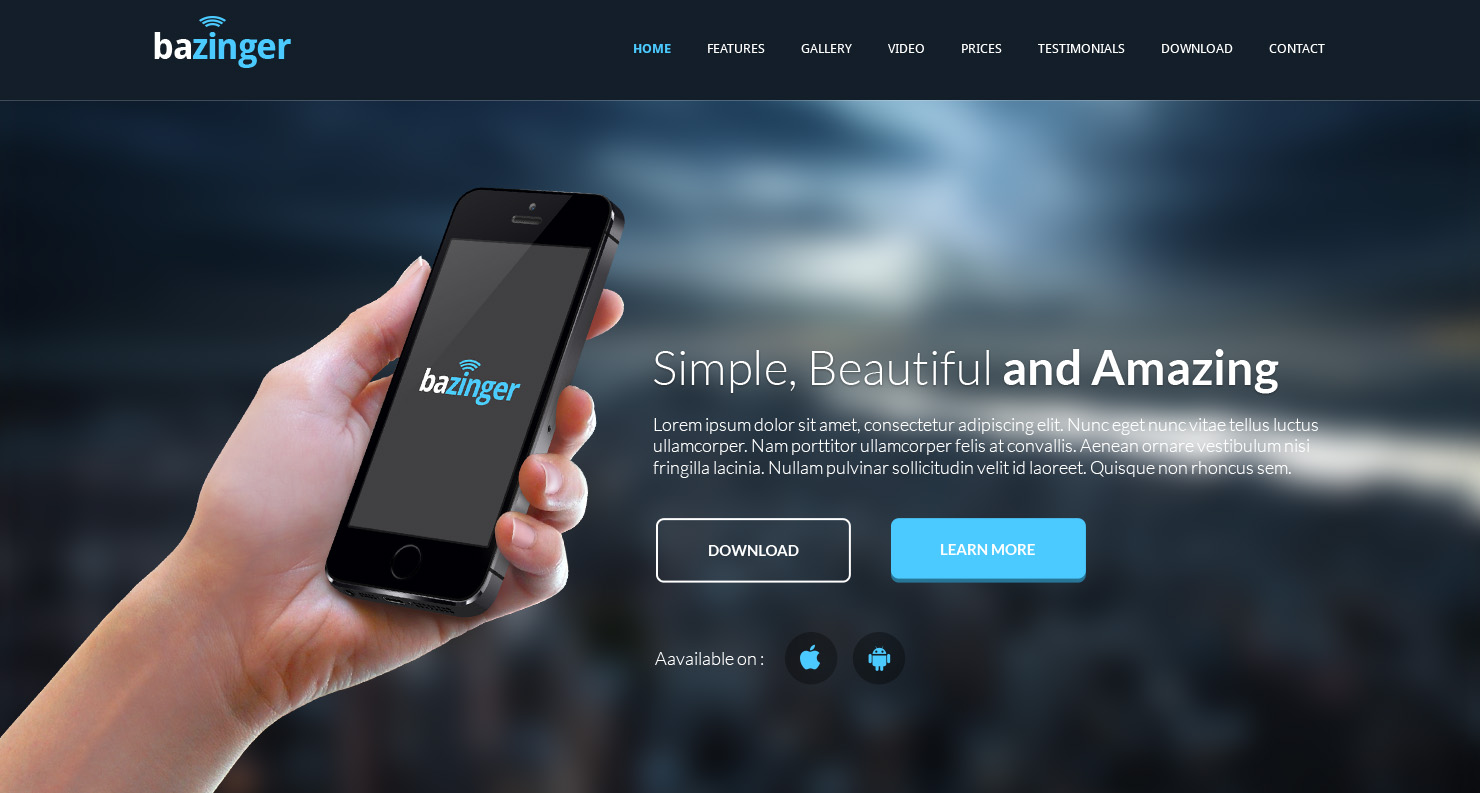 bazinger
HOME FEATURES GALLERY VIDEO PRICES TESTIMONIALS DOWNLOAD CONTACT
bazinger
Simple, Beautiful and Amazing
Lorem ipsum dolor sit amet, consectetur adipiscing elit. Nunc eget nunc vitae tellus luctus
ullamcorper. Nam porttitor ullamcorper felis at convallis. Aenean ornare vestibulum nisi
fringilla lacinia. Nullam pulvinar sollicitudin velit id laoreet. Quisque non rhoncus sem.
DOWNLOAD LEARN MORE
Aavailable on :